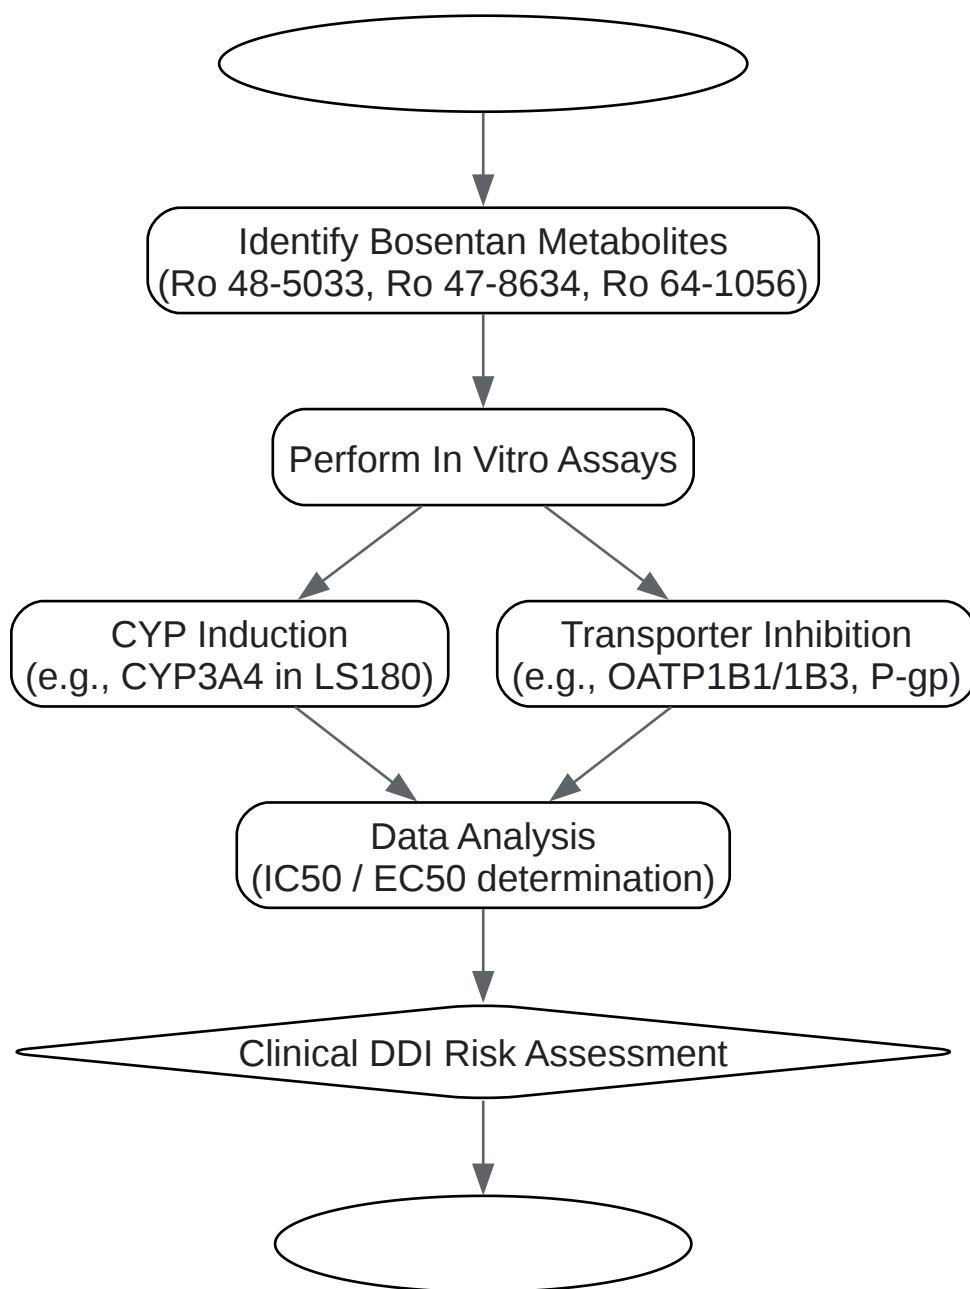 Identify Bosentan Metabolites
(Ro 48-5033, Ro 47-8634, Ro 64-1056)
Perform In Vitro Assays
CYP Induction
(e.g., CYP3A4 in LS180)
Transporter Inhibition
(e.g., OATP1B1/1B3, P-gp)
Data Analysis
(IC50 / EC50 determination)
Clinical DDI Risk Assessment